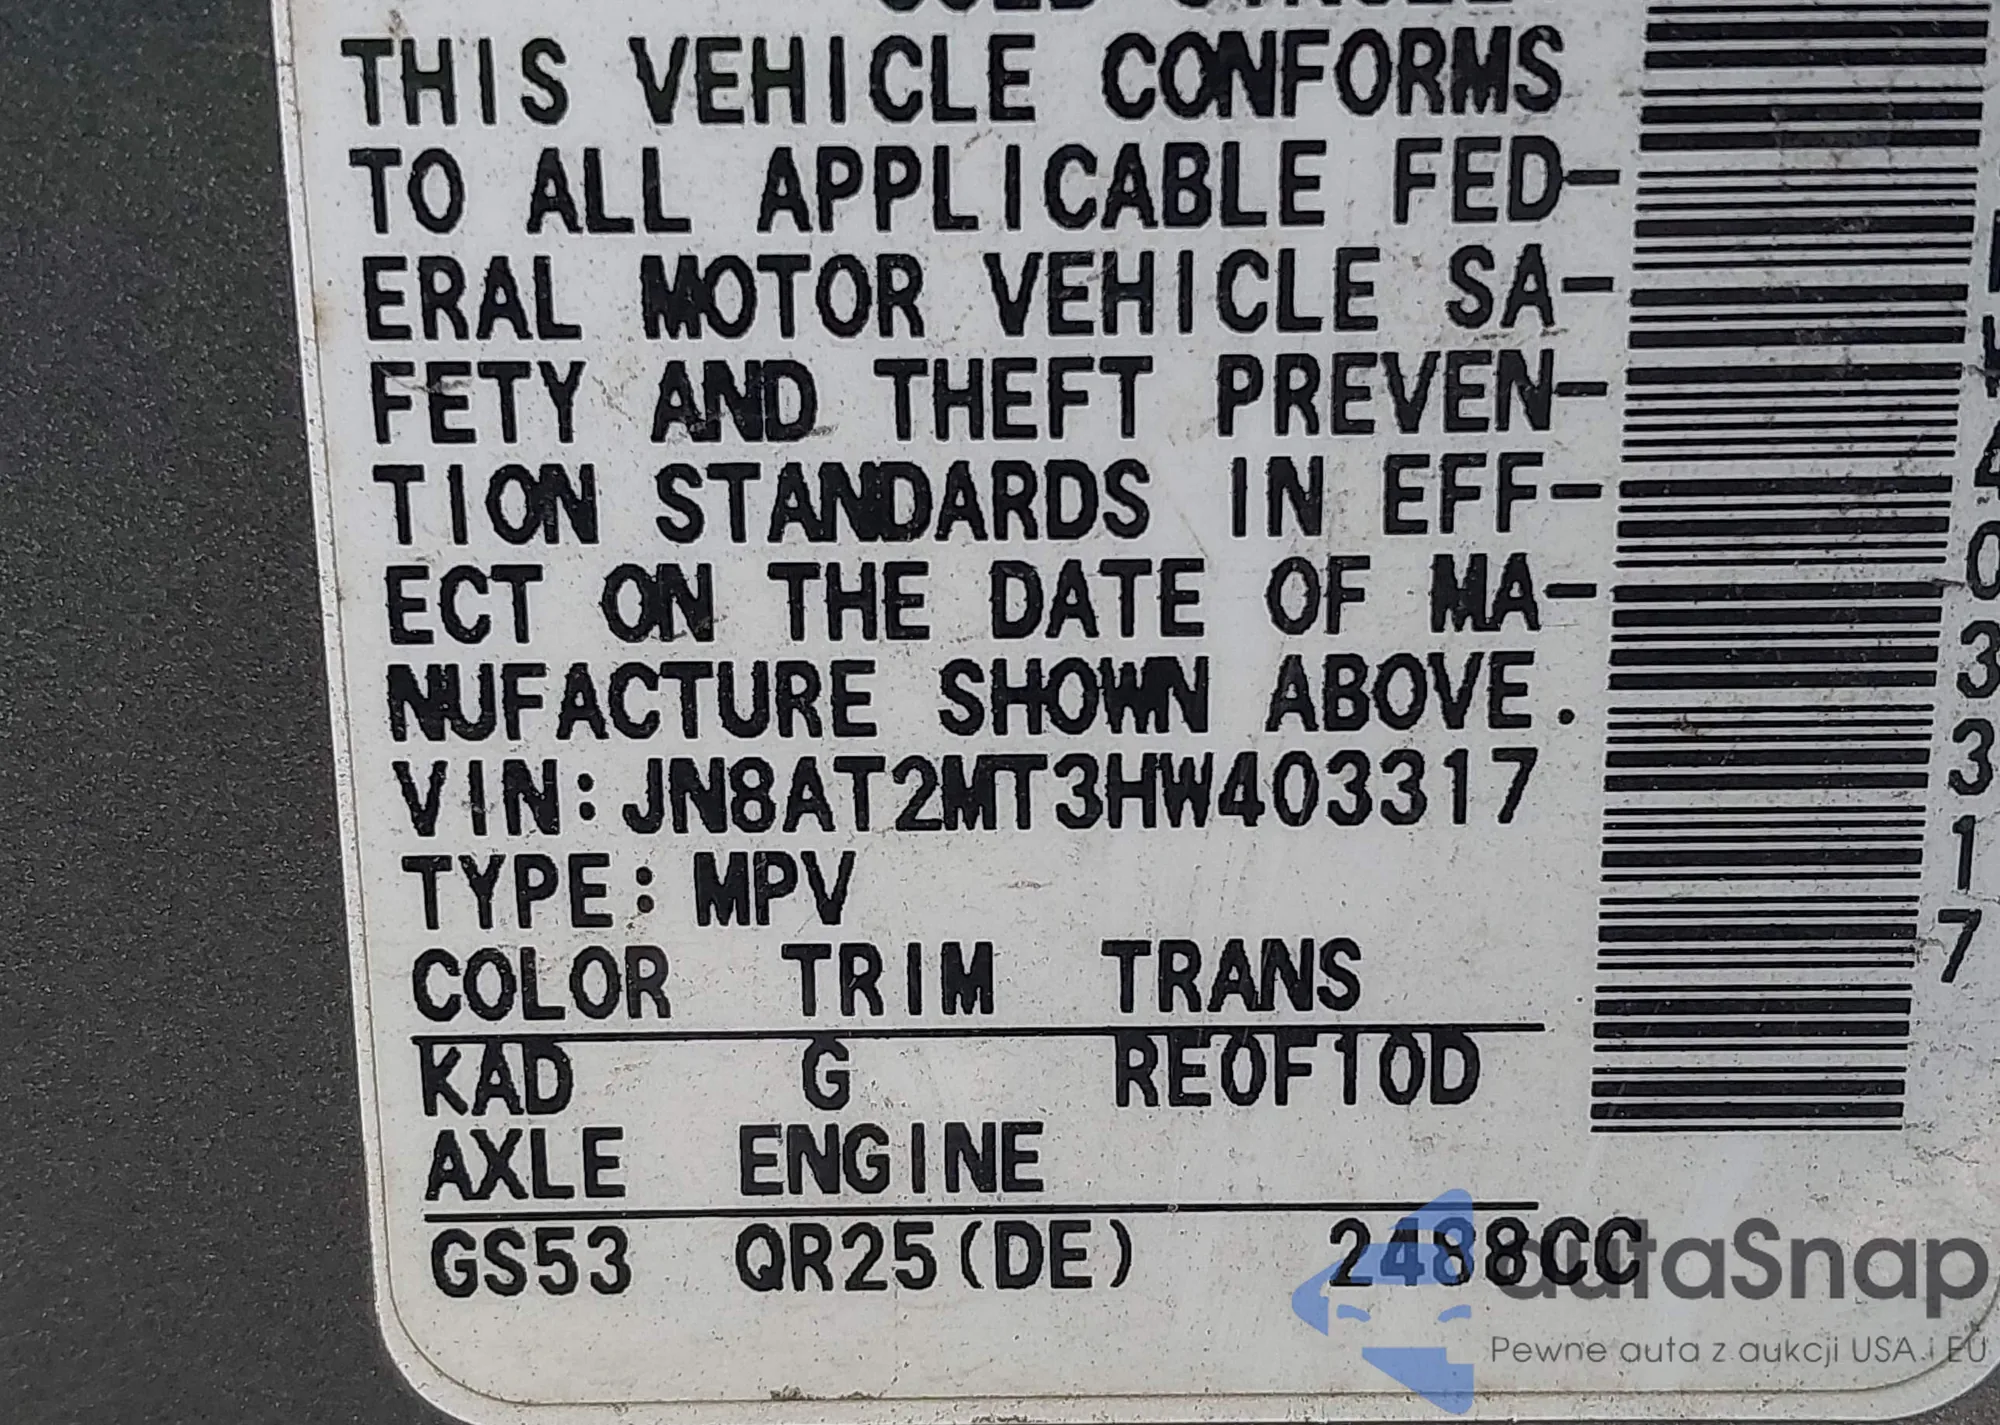 THIS VEHICLE CONFORMS
TO ALL APPLICABLE FED-
ERAL MOTOR VEHICLE SA-
FETY AND THEFT PREVEN-
TION STANDARDS IN EFF-
ECT ON THE DATE OF MA-
NUFACTURE SHOWN ABOVE.
VIN:JN8AT2MT3HW403317
TYPE:MPV
COLOR TRIM TRANS
KAD G RE0F10D
AXLE ENGINE
GS53 QR25(DE) 2488CC
403317
autaSnap
Pewne auta z aukcji USA i EU